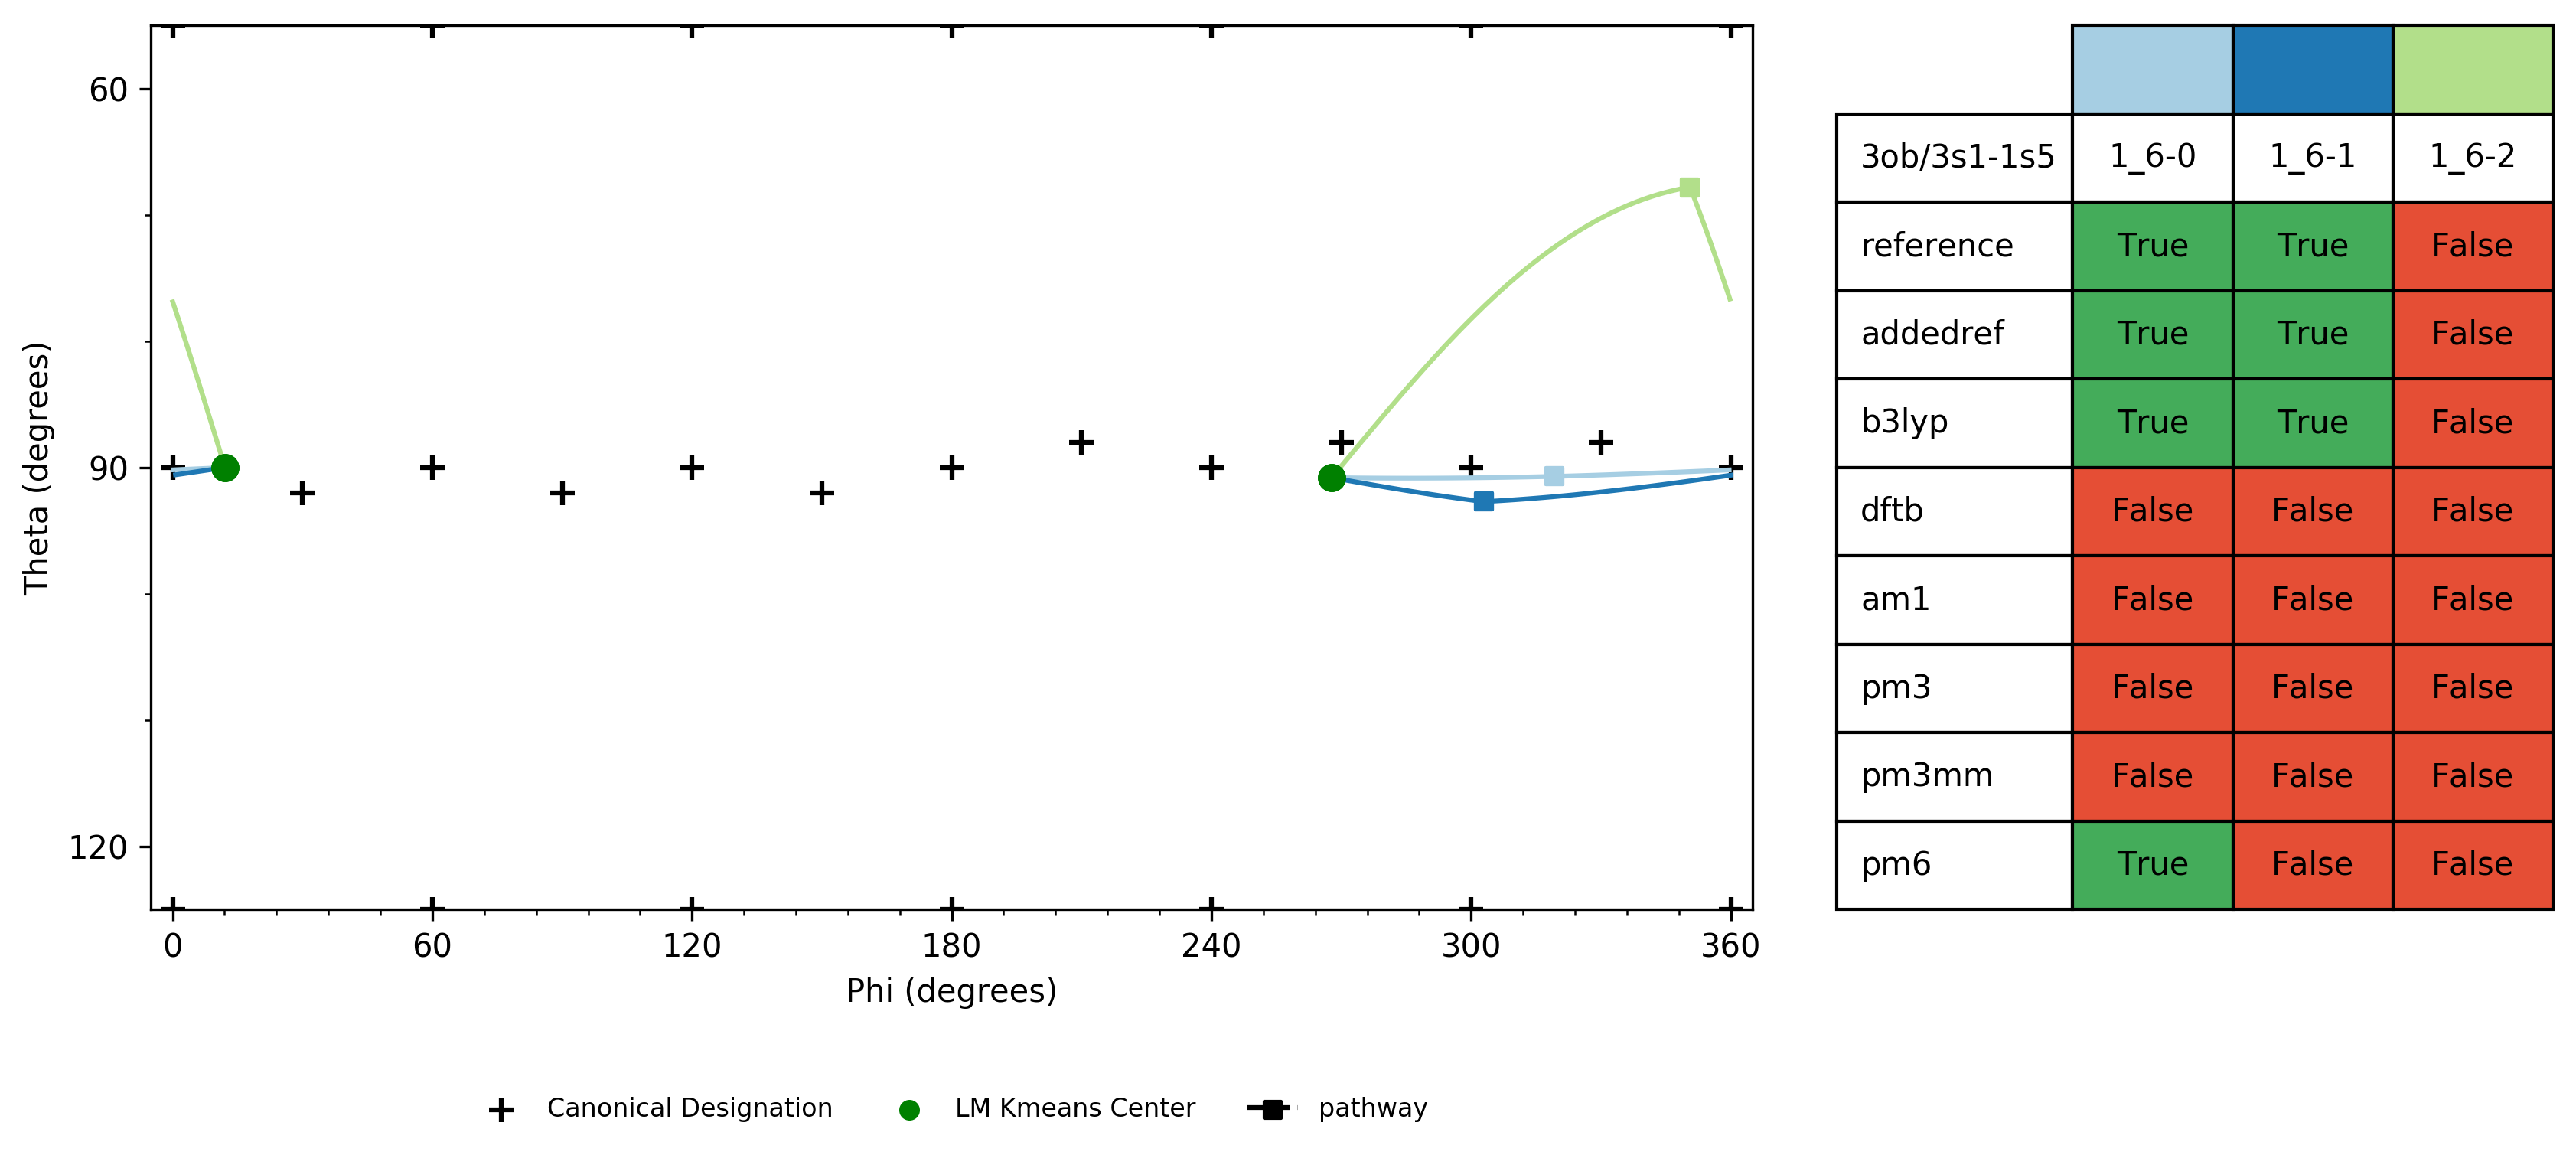 60
90
120
Theta (degrees)
0 60 120 180 240 300 360
Phi (degrees)
Canonical Designation LM Kmeans Center pathway
3ob/3s1-1s5 1_6-0 1_6-1 1_6-2
reference True True False
addedref True True False
b3lyp True True False
dftb False False False
am1 False False False
pm3 False False False
pm3mm False False False
pm6 True False False